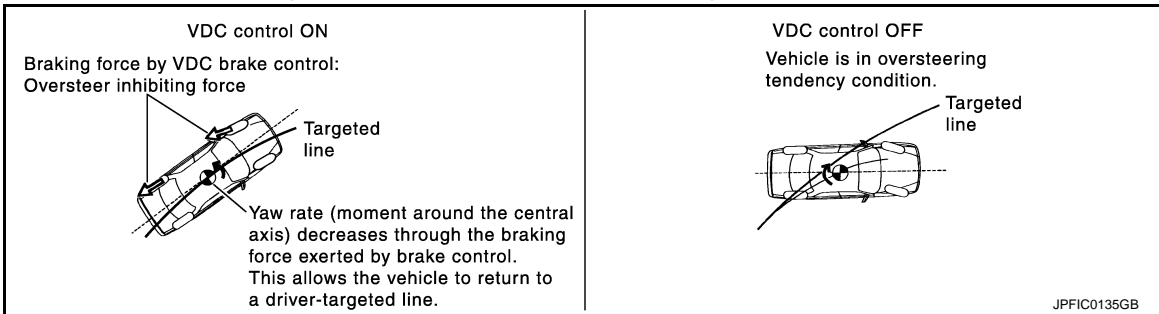 VDC control ON
Braking force by VDC brake control:
Oversteer inhibiting force
Targeted
line
Yaw rate (moment around the central
axis) decreases through the braking
force exerted by brake control.
This allows the vehicle to return to
a driver-targeted line.
VDC control OFF
Vehicle is in oversteering
tendency condition.
Targeted
line
JPFIC0135GB